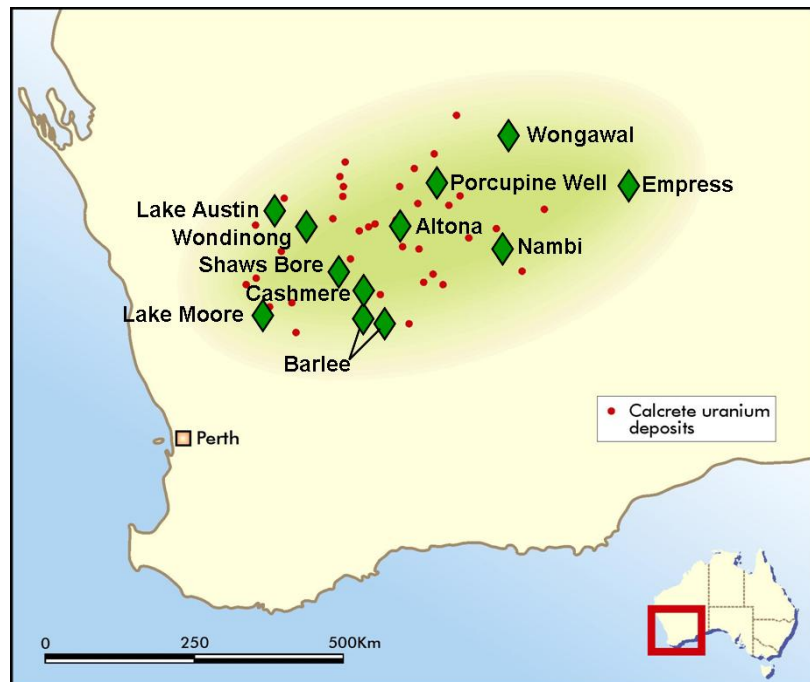 Wongawal
Porcupine Well
Empress
Lake Austin
Wondinong
Altona
Nambi
Shaws Bore
Cashmere
Lake Moore
Barlee
Calcrete uranium
deposits
Perth
0 250 500Km